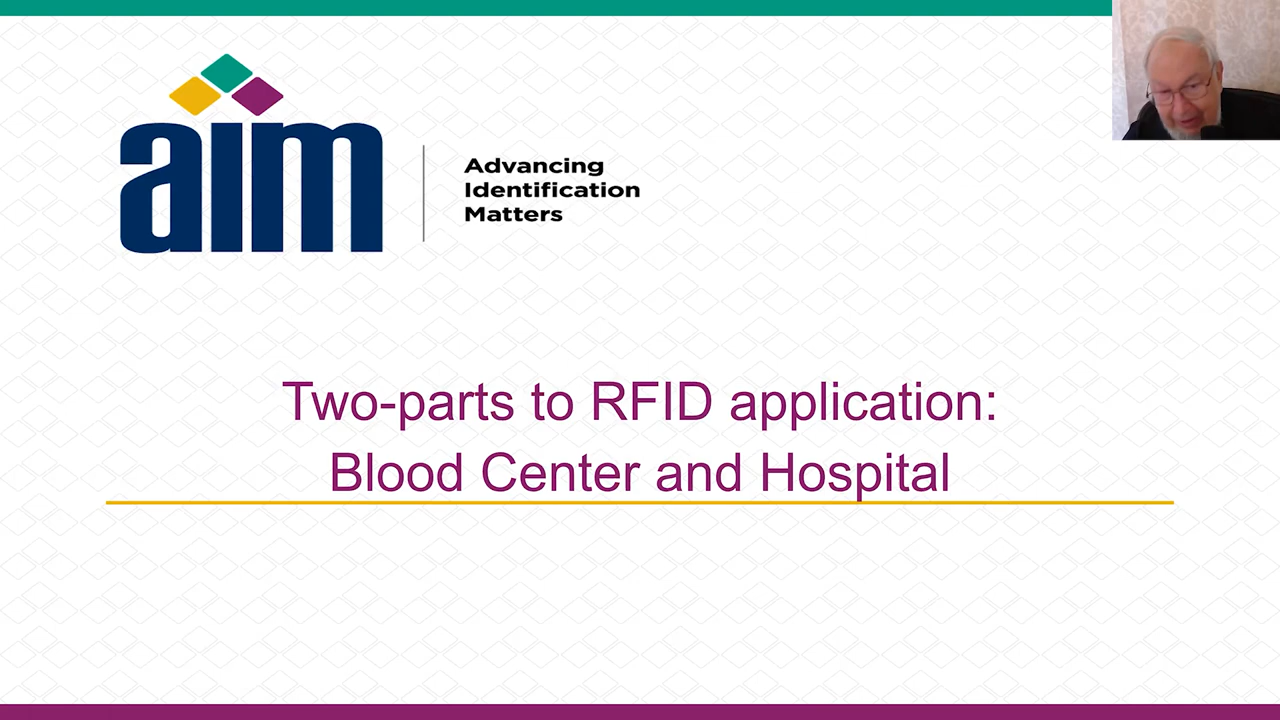 aim
Advancing
Identification
Matters
Two-parts to RFID application:
Blood Center and Hospital